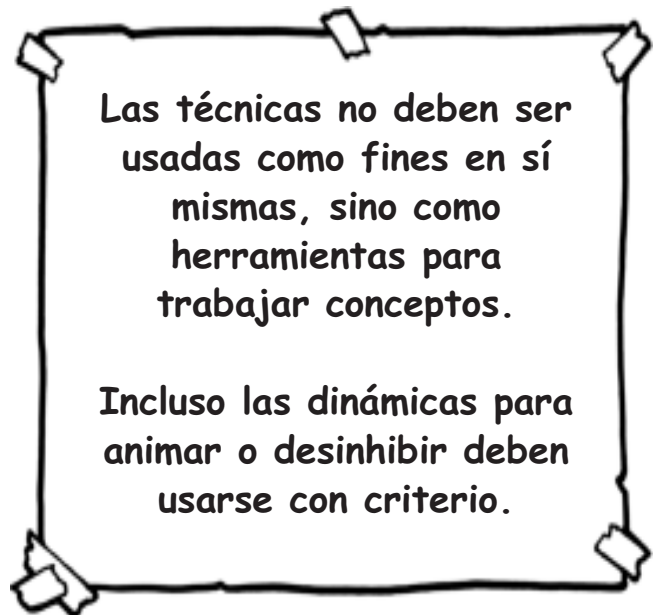 Las técnicas no deben ser
usadas como fines en sí
mismas, sino como
herramientas para
trabajar conceptos.
Incluso las dinámicas para
animar o desinhibir deben
usarse con criterio.